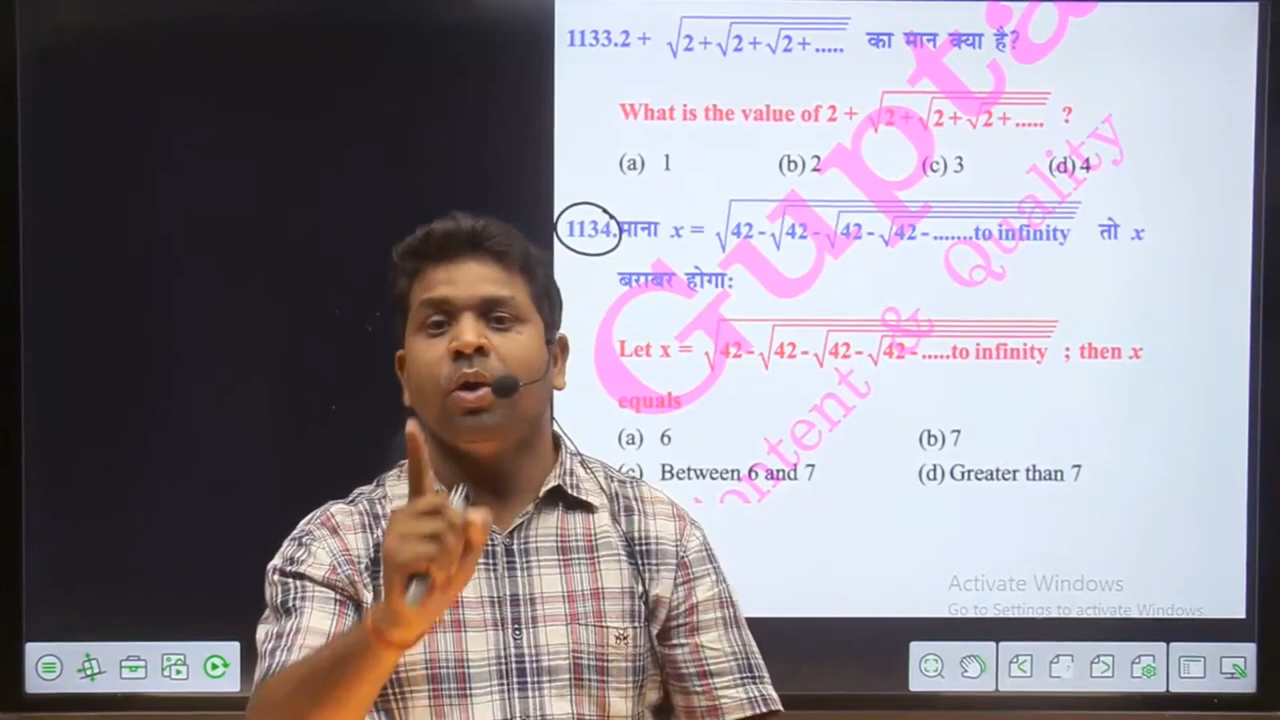 1133.2 + √2+√2+√2+..... का मान क्या है?
What is the value of 2 + √2+√2+√2+..... ?
(a) 1 (b) 2 (c) 3 (d) 4
1134.माना x = √42-√42-√42-√42-.......to infinity तो x
बराबर होगा:
Let x = √42-√42-√42-√42-.....to infinity ; then x
equals
(a) 6 (b) 7
(c) Between 6 and 7 (d) Greater than 7
Gupta
ntent & Quality
Activate Windows
Go to Settings to activate Windows.
7